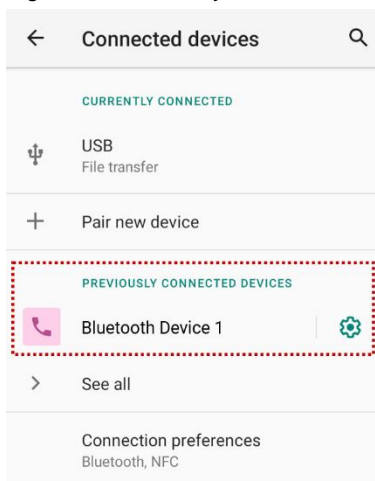 Connected devices
CURRENTLY CONNECTED
USB
File transfer
Pair new device
PREVIOUSLY CONNECTED DEVICES
Bluetooth Device 1
See all
Connection preferences
Bluetooth, NFC